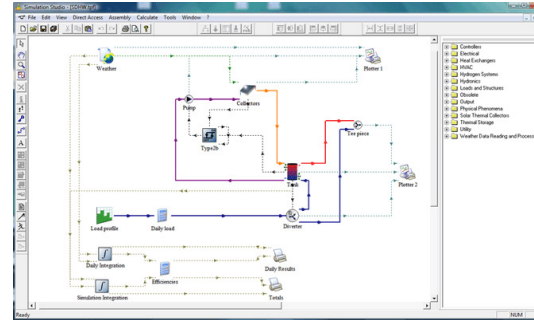 Simulation Studio - [SDHW.tpf]
File Edit View Direct Access Assembly Calculate Tools Window ?
Weather
Plotter 1
Pump
Collectors
Type2b
Tee piece
Tank
Plotter 2
Load profile
Daily load
Diverter
Daily Integration
Daily Results
Efficiencies
Simulation Integration
Totals
Controllers
Electrical
Heat Exchangers
HVAC
Hydrogen Systems
Hydronics
Loads and Structures
Obsolete
Output
Physical Phenomena
Solar Thermal Collectors
Thermal Storage
Utility
Weather Data Reading and Process
Ready
NUM